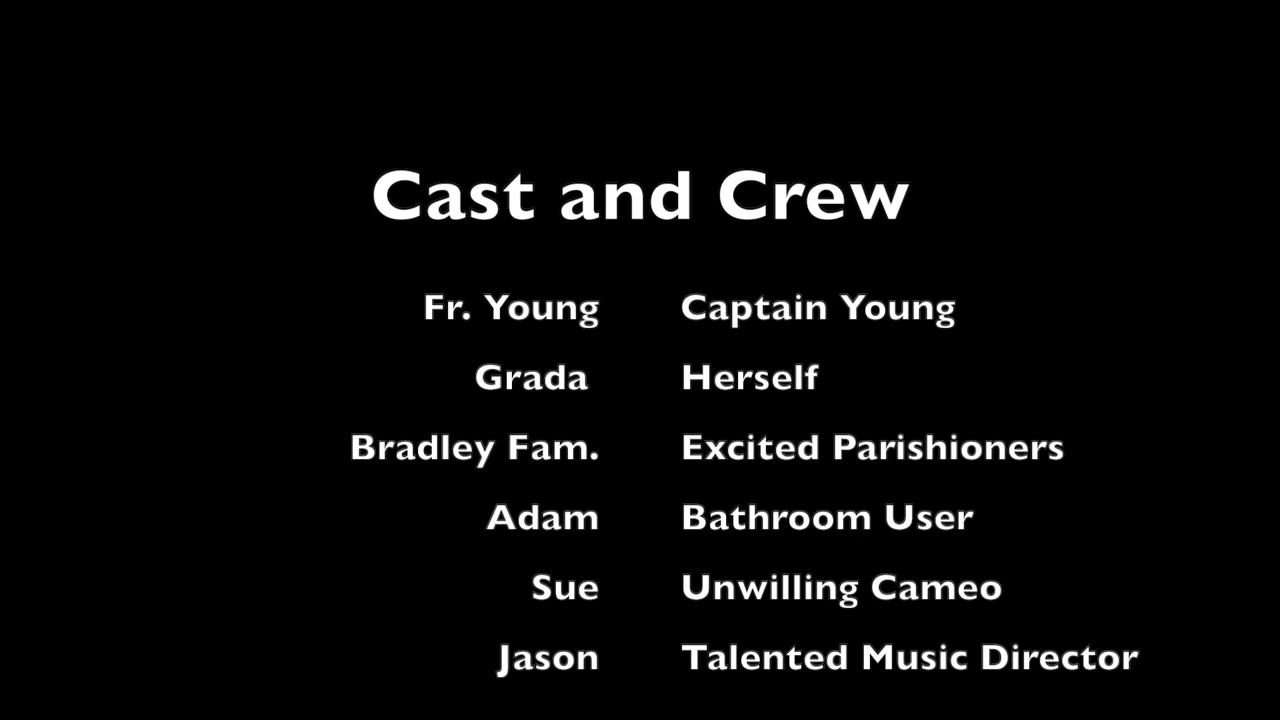 Cast and Crew
Fr. Young Captain Young
Grada Herself
Bradley Fam. Excited Parishioners
Adam Bathroom User
Sue Unwilling Cameo
Jason Talented Music Director